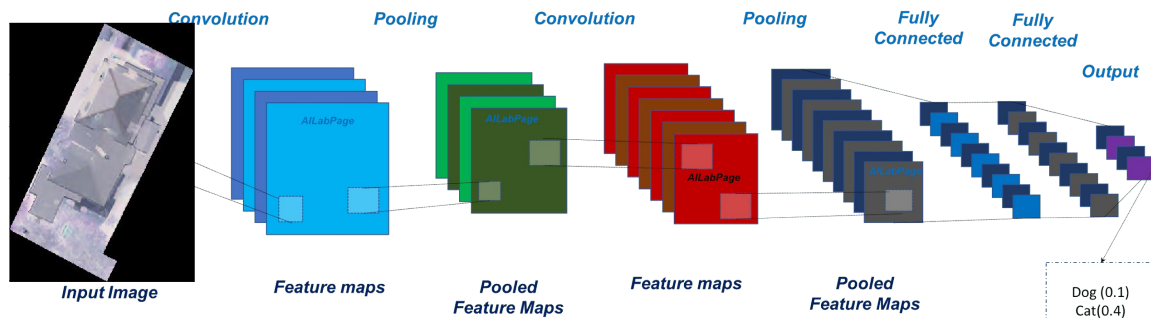 Convolution
Pooling
Convolution
Pooling
Fully
Connected
Fully
Connected
Output
AILabPage
AILabPage
AILabPage
AILabPage
Input Image
Feature maps
Pooled
Feature Maps
Feature maps
Pooled
Feature Maps
Dog (0.1)
Cat(0.4)